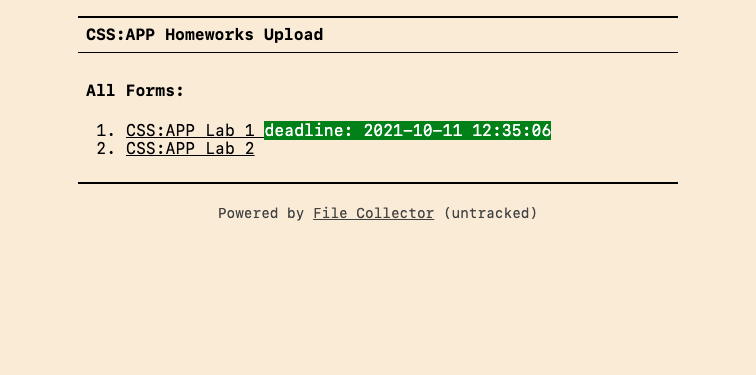 CSS:APP Homeworks Upload
All Forms:
1. CSS:APP Lab 1 deadline: 2021-10-11 12:35:06
2. CSS:APP Lab 2
Powered by File Collector (untracked)